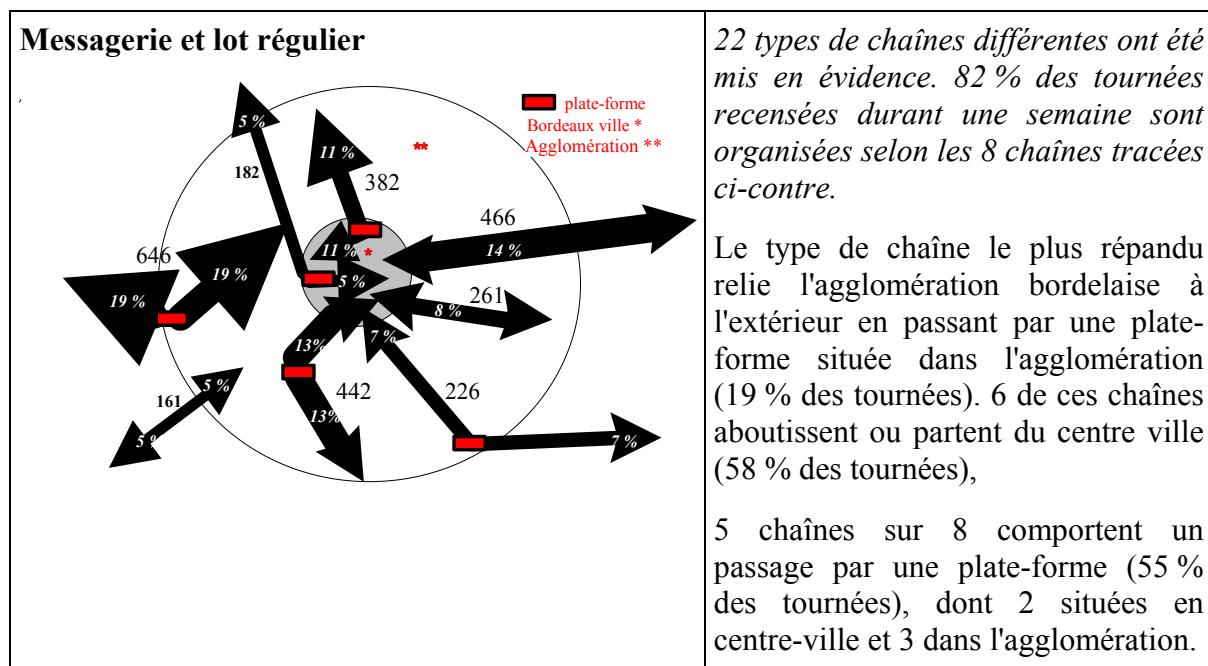 Messagerie et lot régulier
plate-forme
Bordeaux ville *
Agglomération **
5 %
11 %
**
182
382
466
646
11 %
*
14 %
19 %
19 %
5 %
261
8 %
7 %
13%
5 %
161
442
226
13%
5 %
7 %
22 types de chaînes différentes ont été
mis en évidence. 82 % des tournées
recensées durant une semaine sont
organisées selon les 8 chaînes tracées
ci-contre.
Le type de chaîne le plus répandu
relie l'agglomération bordelaise à
l'extérieur en passant par une plate-
forme située dans l'agglomération
(19 % des tournées). 6 de ces chaînes
aboutissent ou partent du centre ville
(58 % des tournées),
5 chaînes sur 8 comportent un
passage par une plate-forme (55 %
des tournées), dont 2 situées en
centre-ville et 3 dans l'agglomération.